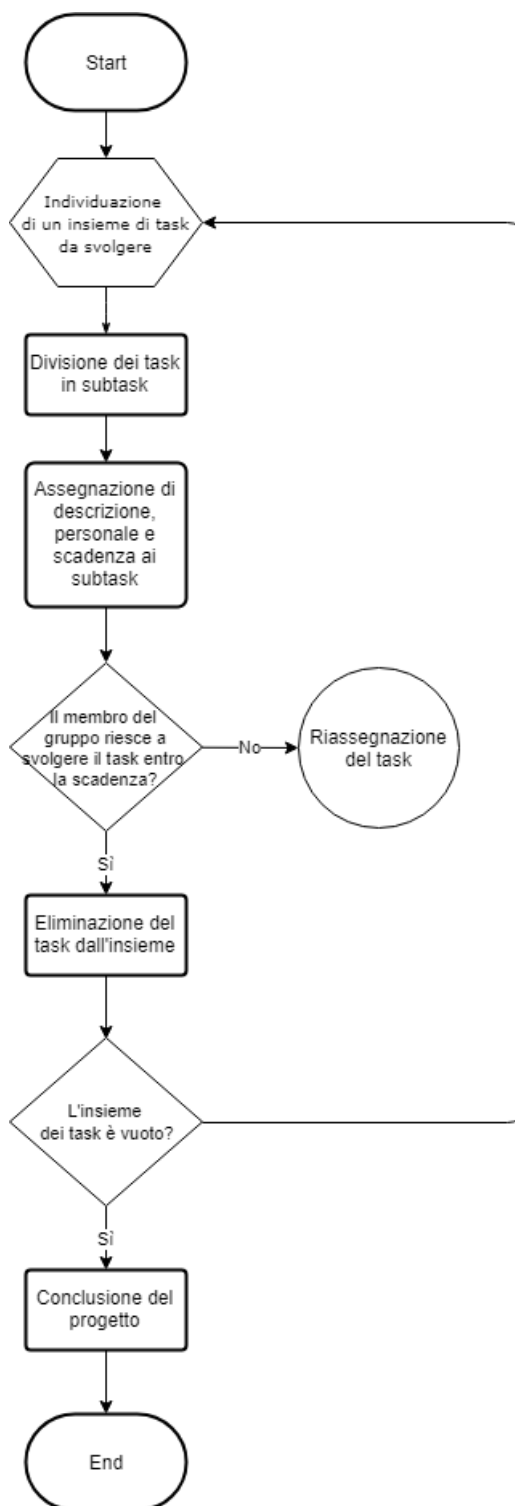 Start
Individuazione
di un insieme di task
da svolgere
Divisione dei task
in subtask
Assegnazione di
descrizione,
personale e
scadenza ai
subtask
Il membro del
gruppo riesce a
svolgere il task entro
la scadenza?
No
Riassegnazione
del task
Sì
Eliminazione del
task dall'insieme
L'insieme
dei task è vuoto?
Sì
Conclusione del
progetto
End